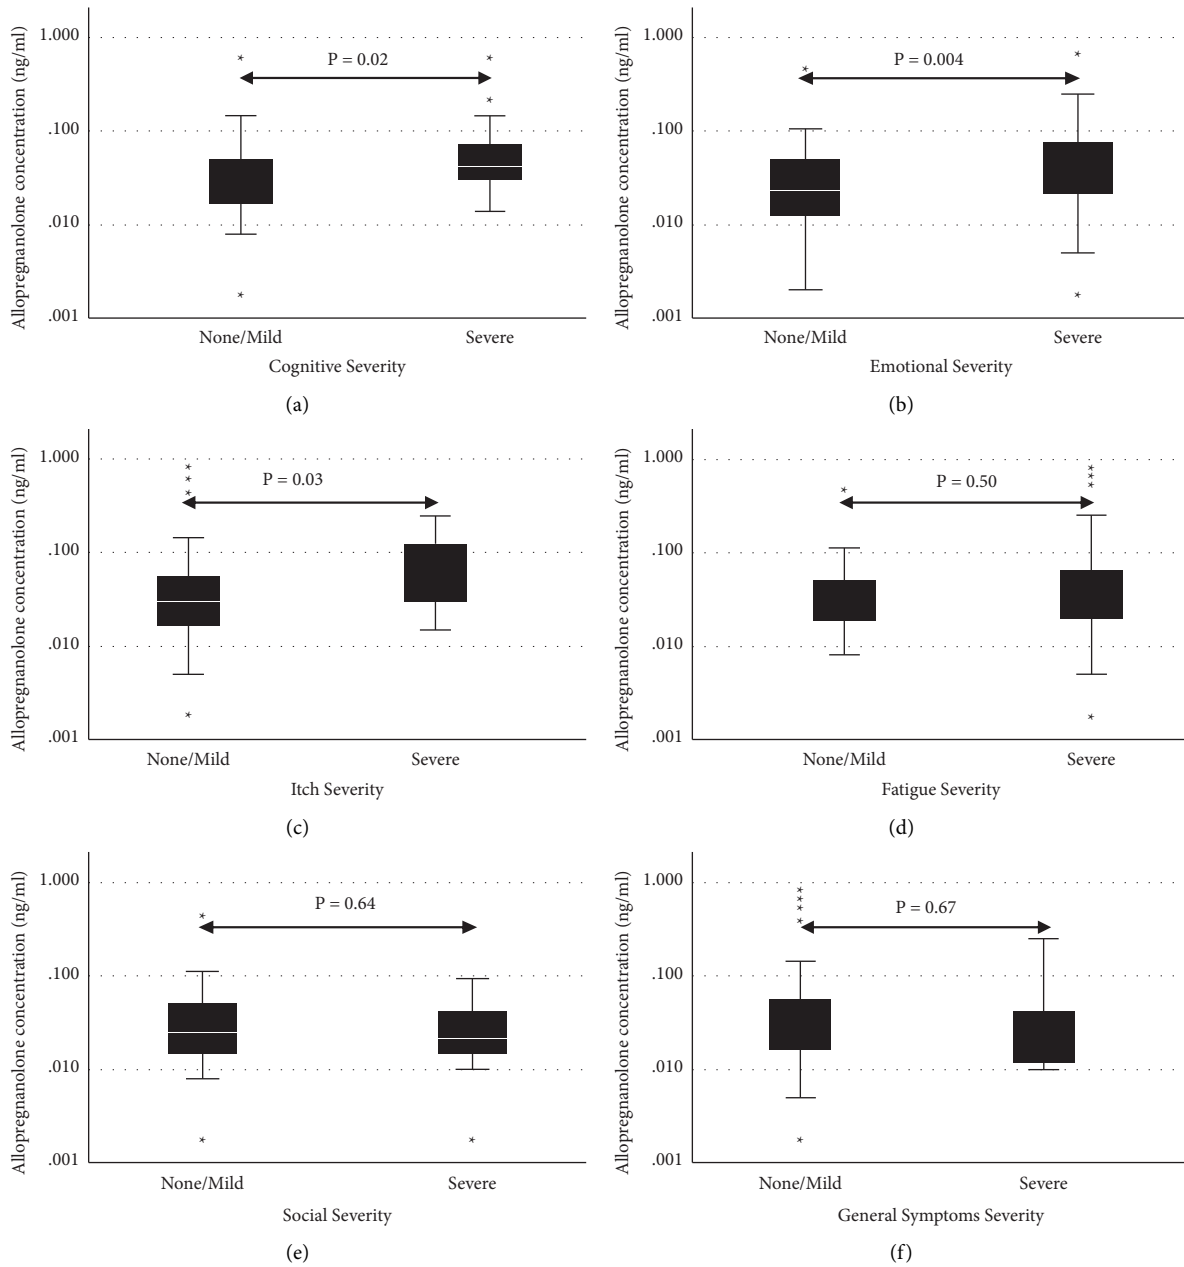 Allopregnanolone concentration (ng/ml)
1.000
.100
.010
.001
P = 0.02
None/Mild Severe
Cognitive Severity
(a)
Allopregnanolone concentration (ng/ml)
1.000
.100
.010
.001
P = 0.004
None/Mild Severe
Emotional Severity
(b)
Allopregnanolone concentration (ng/ml)
1.000
.100
.010
.001
P = 0.03
None/Mild Severe
Itch Severity
(c)
Allopregnanolone concentration (ng/ml)
1.000
.100
.010
.001
P = 0.50
None/Mild Severe
Fatigue Severity
(d)
Allopregnanolone concentration (ng/ml)
1.000
.100
.010
.001
P = 0.64
None/Mild Severe
Social Severity
(e)
Allopregnanolone concentration (ng/ml)
1.000
.100
.010
.001
P = 0.67
None/Mild Severe
General Symptoms Severity
(f)